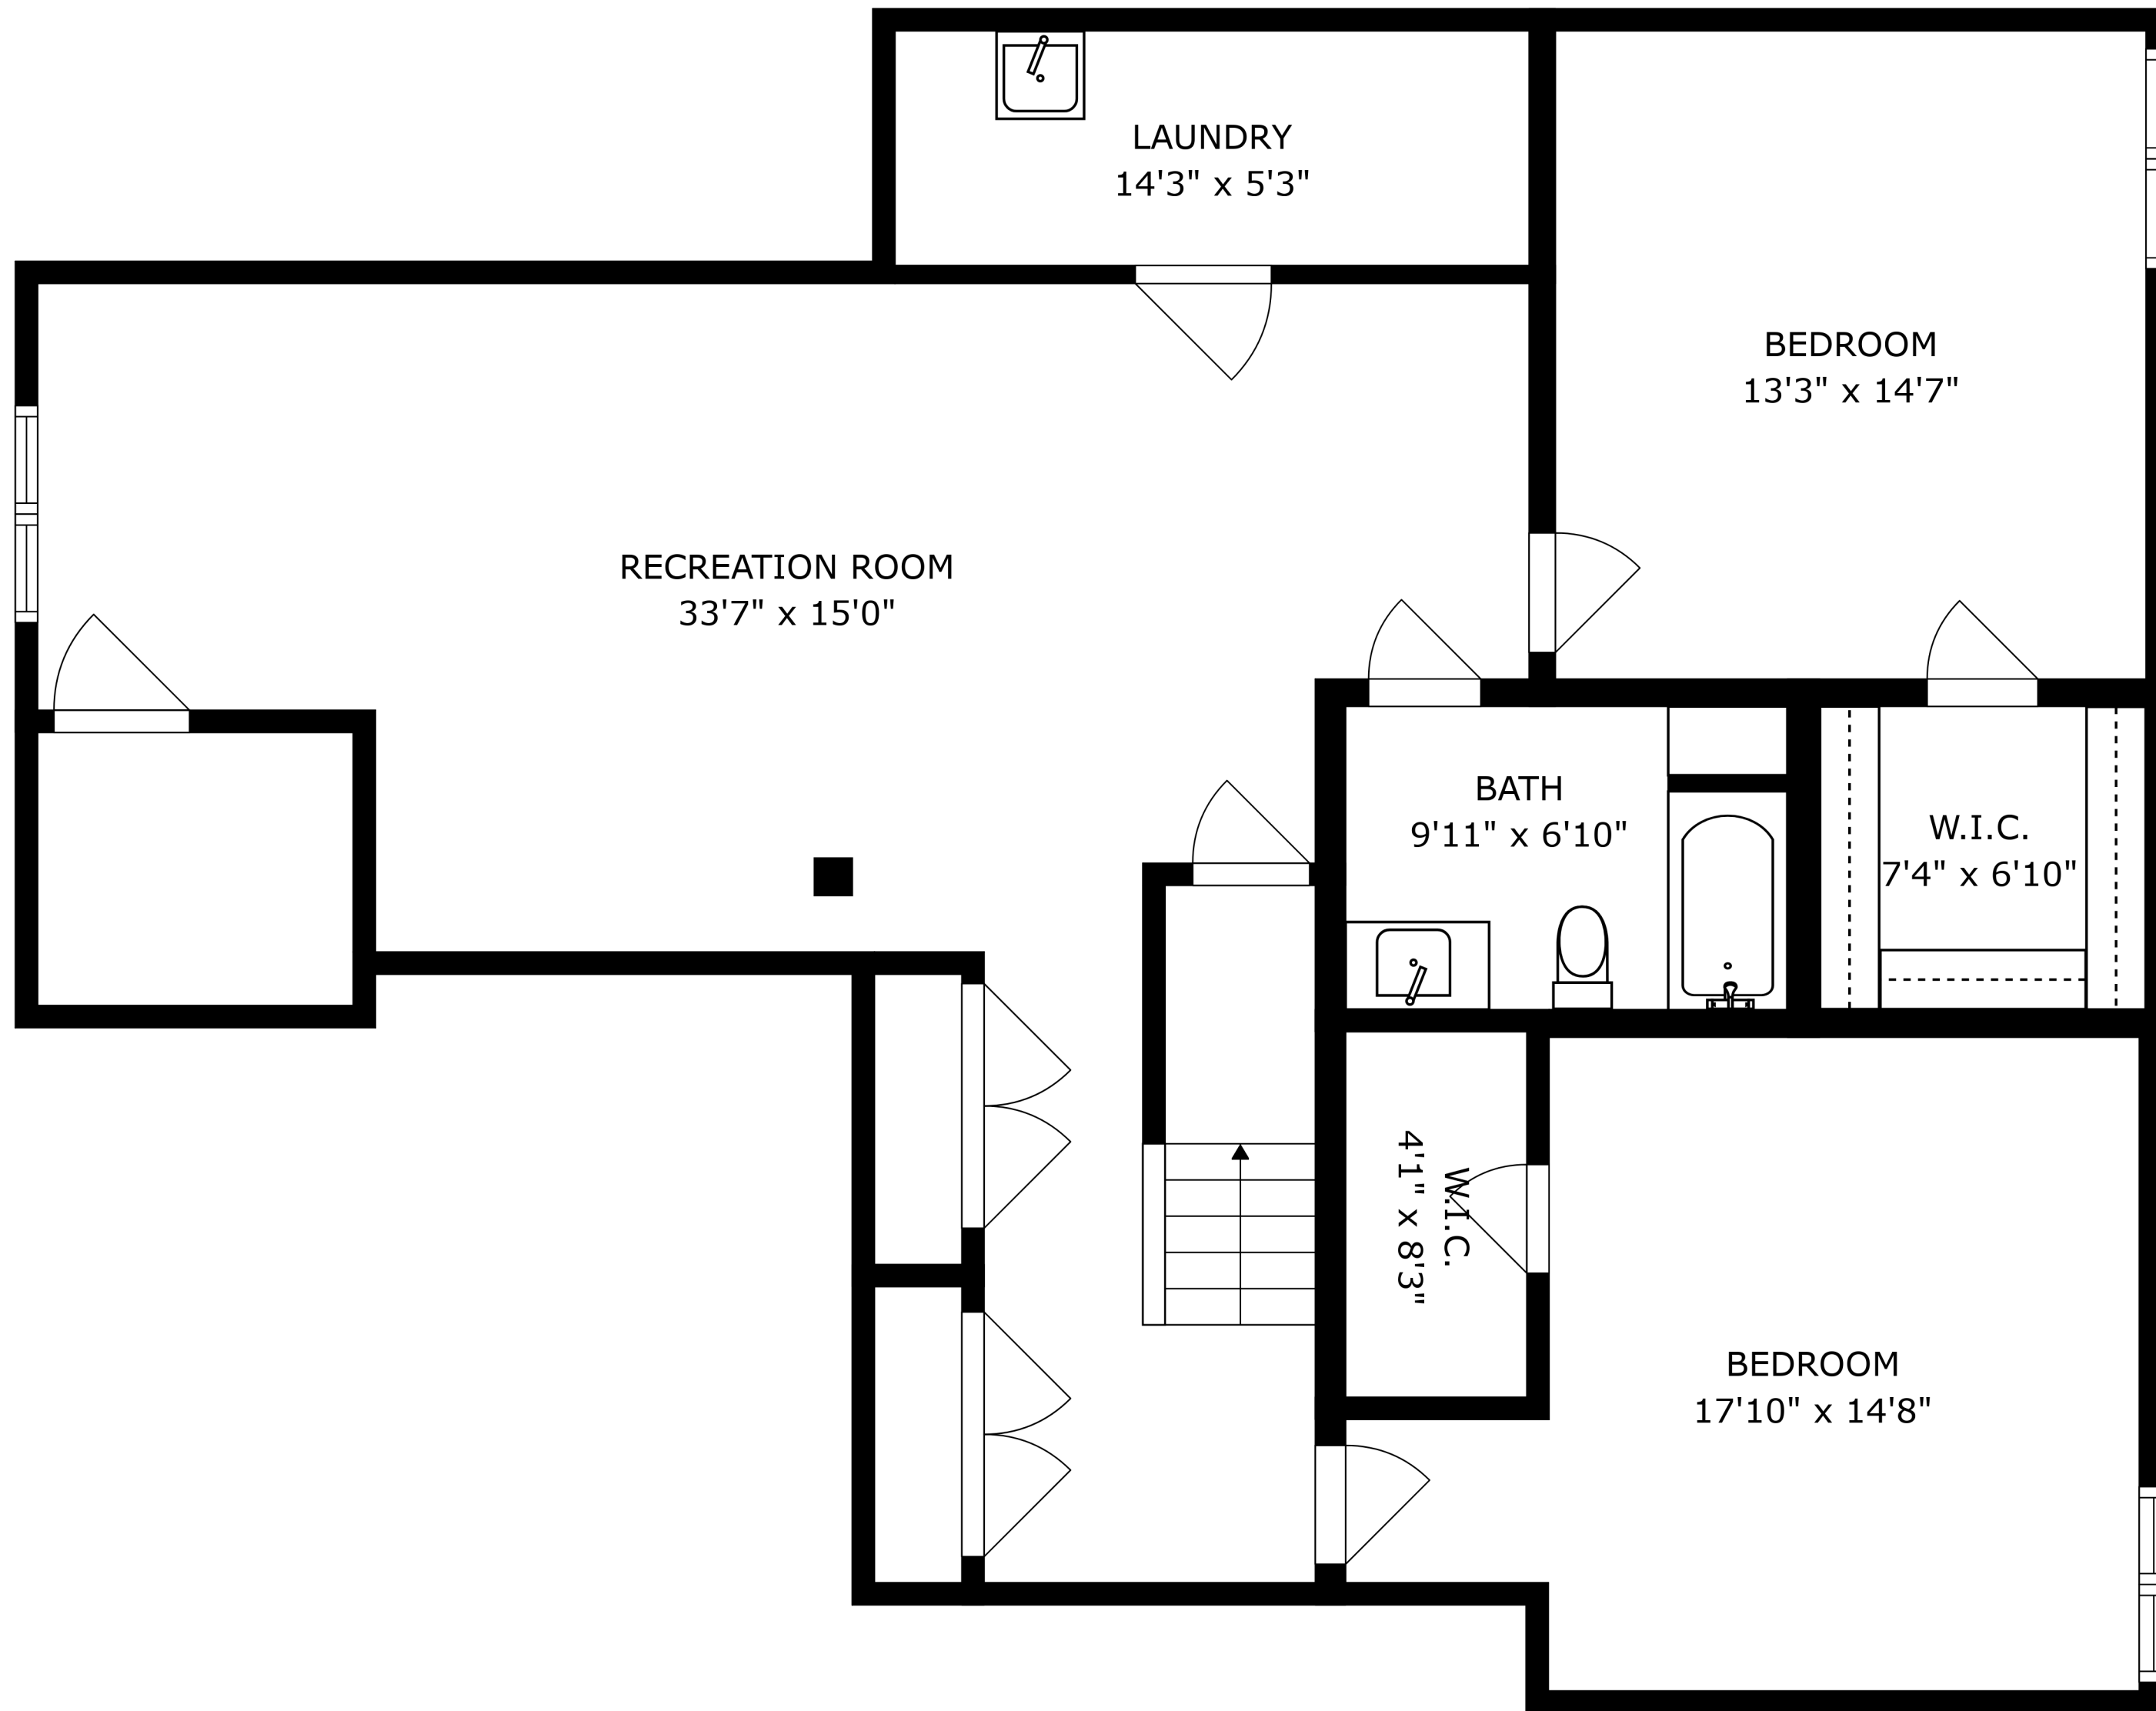 LAUNDRY
14'3" x 5'3"
BEDROOM
13'3" x 14'7"
RECREATION ROOM
33'7" x 15'0"
BATH
9'11" x 6'10"
W.I.C.
7'4" x 6'10"
W.I.C.
4'1" x 8'3"
BEDROOM
17'10" x 14'8"